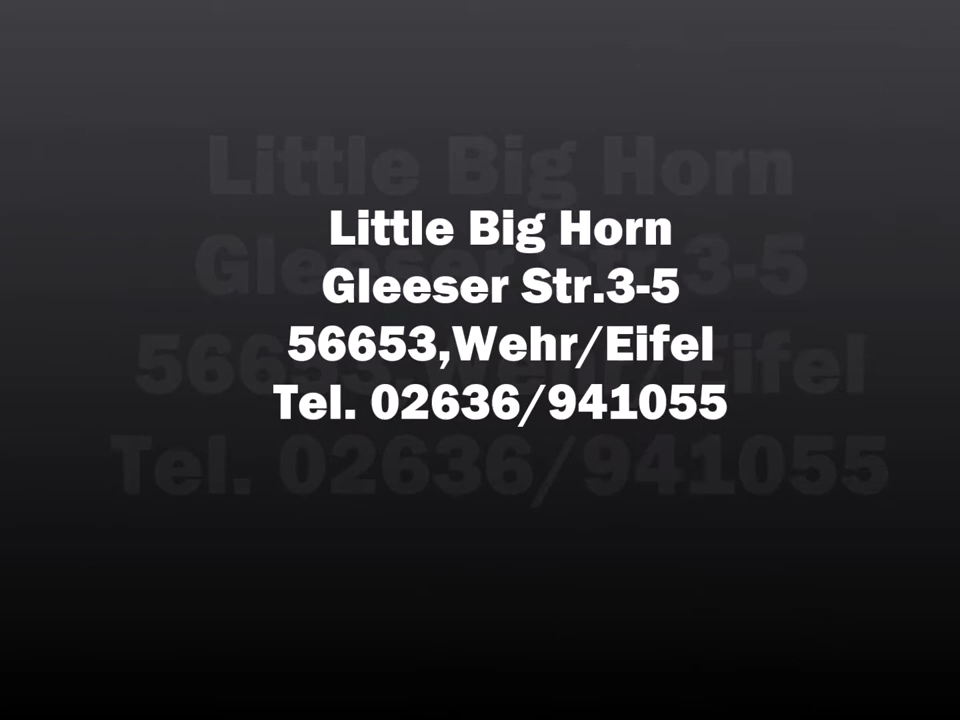 Little Big Horn
Gleeser Str.3-5
56653,Wehr/Eifel
Tel. 02636/941055